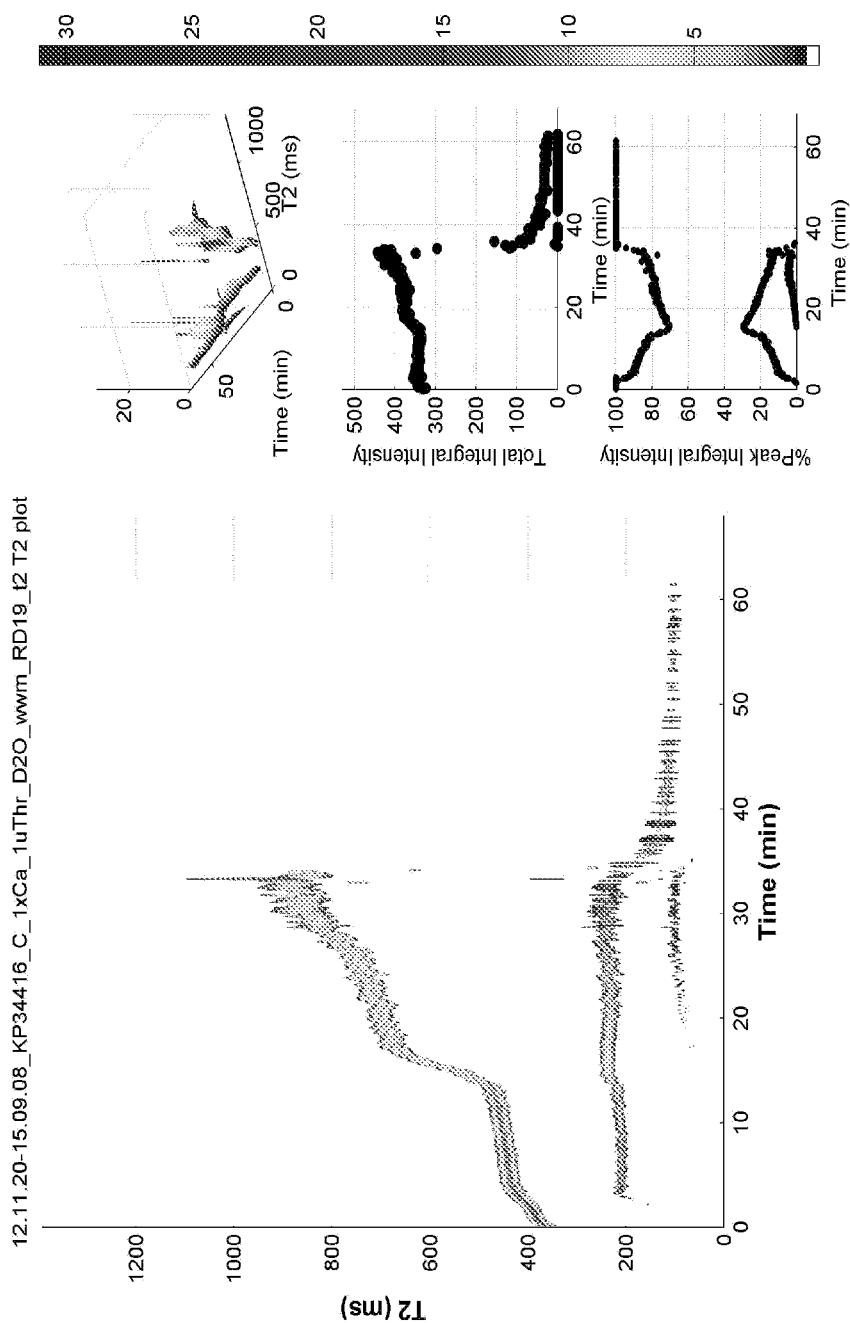 12.11.20-15.09.08_KP34416_C_1xCa_1uThr_D2O_wwm_RD19_t2 T2 plot
1200
1000
800
600
400
200
0
T2 (ms)
0 10 20 30 40 50 60
Time (min)
20
0
Time (min)
50
0
0
500
1000
T2 (ms)
500
400
300
200
100
0
Total Integral Intensity
0 20 40 60
Time (min)
100
80
60
40
20
0
%Peak Integral Intensity
0 20 40 60
Time (min)
30
25
20
15
10
5